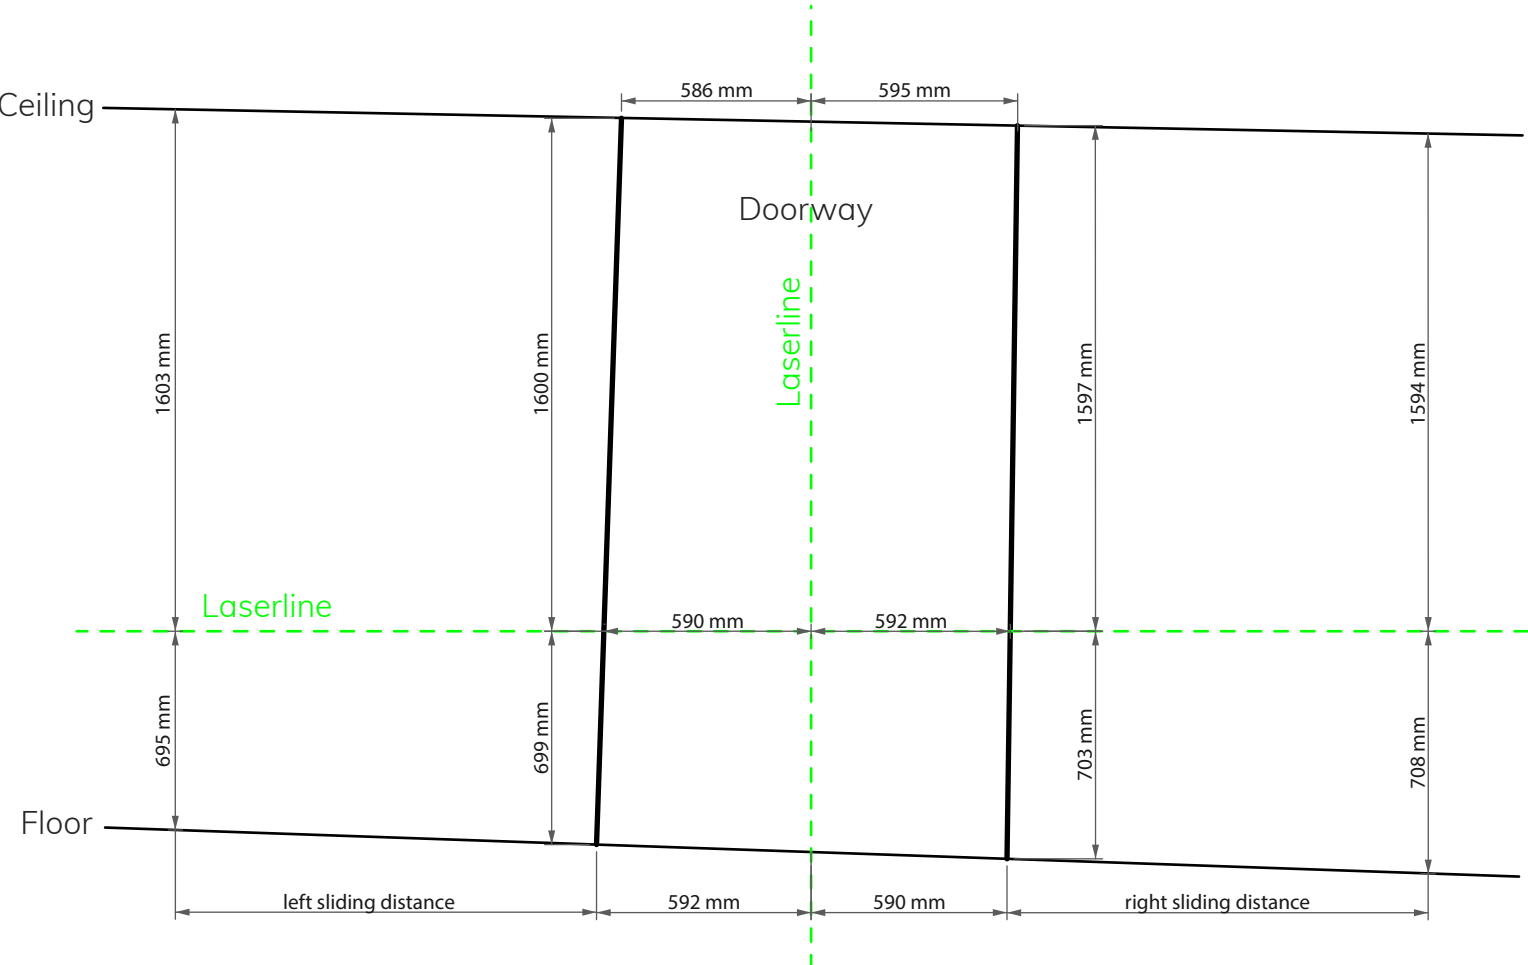 586 mm
595 mm
Ceiling
Doorway
Laserline
1603 mm
1600 mm
1597 mm
1594 mm
Laserline
590 mm
592 mm
695 mm
699 mm
703 mm
708 mm
Floor
left sliding distance
592 mm
590 mm
right sliding distance